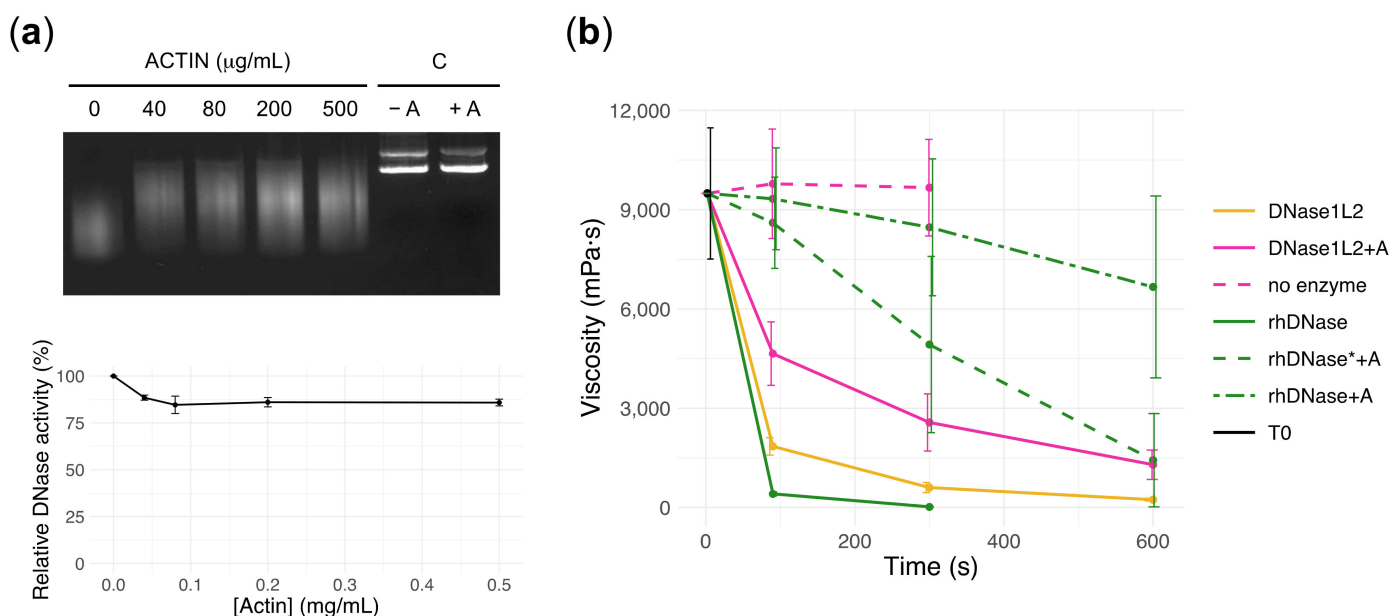 (a)
ACTIN (μg/mL) C
0 40 80 200 500 − A + A
Relative DNase activity (%)
100
75
50
25
0
0.0 0.1 0.2 0.3 0.4 0.5
[Actin] (mg/mL)
(b)
Viscosity (mPa·s)
12,000
9,000
6,000
3,000
0
0 200 400 600
Time (s)
DNase1L2
DNase1L2+A
no enzyme
rhDNase
rhDNase*+A
rhDNase+A
T0